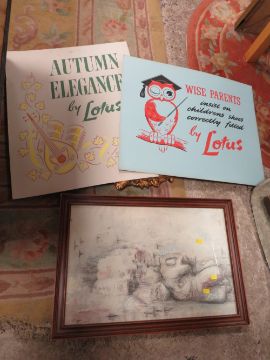 AUTUMN
ELEGANCE
by Lotus
WISE PARENTS
insist on
childrens shoes
correctly fitted
by Lotus